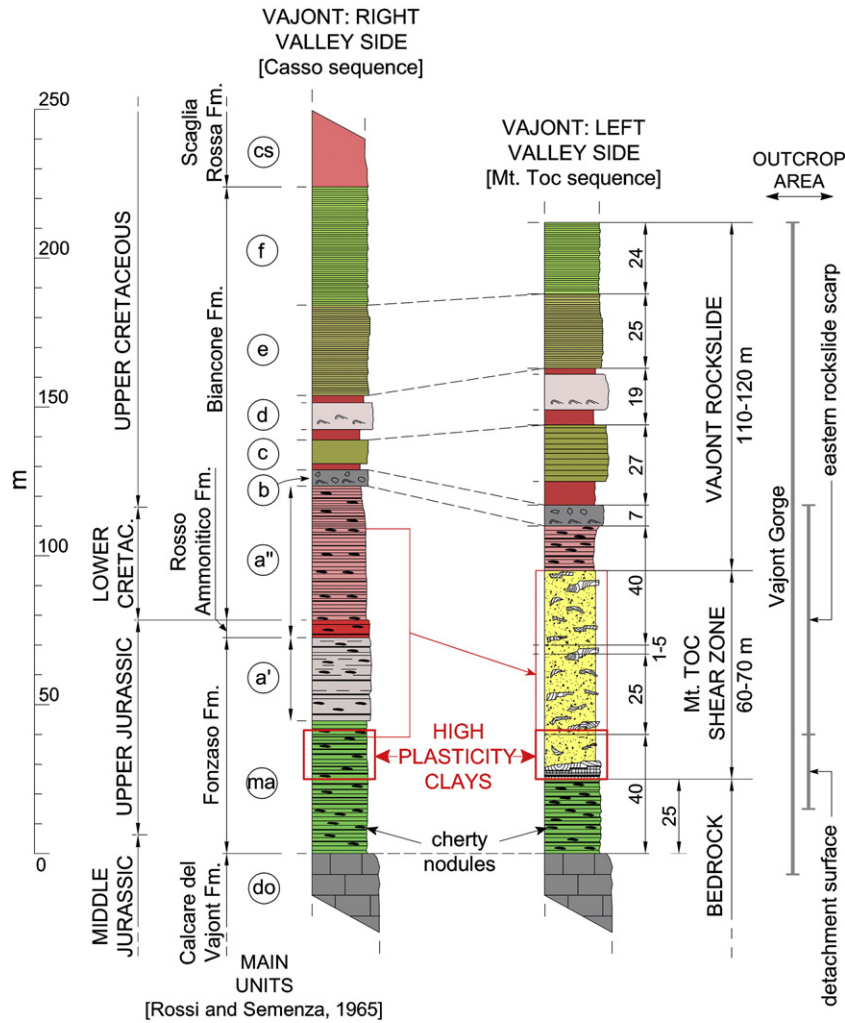 VAJONT: RIGHT
VALLEY SIDE
[Casso sequence]
VAJONT: LEFT
VALLEY SIDE
[Mt. Toc sequence]
OUTCROP
AREA
250
200
150
100
50
0
m
UPPER CRETACEOUS
LOWER
CRETAC.
UPPER JURASSIC
MIDDLE
JURASSIC
Scaglia
Rossa Fm.
Biancone Fm.
Rosso
Ammonitico Fm.
Fonzaso Fm.
Calcare del
Vajont Fm.
cs
f
e
d
c
b
a"
a'
ma
do
MAIN
UNITS
[Rossi and Semenza, 1965]
HIGH
PLASTICITY
CLAYS
cherty
nodules
24
25
19
27
7
40
1-5
25
40
25
VAJONT ROCKSLIDE
110-120 m
Mt. TOC
SHEAR ZONE
60-70 m
BEDROCK
Vajont Gorge
eastern rockslide scarp
detachment surface